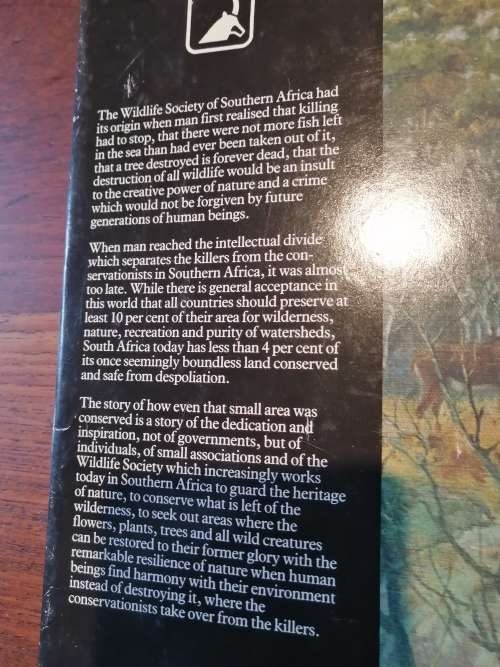 The Wildlife Society of Southern Africa had
its origin when man first realised that killing
had to stop, that there were not more fish left
in the sea than had ever been taken out of it,
that a tree destroyed is forever dead, that the
destruction of all wildlife would be an insult
to the creative power of nature and a crime
which would not be forgiven by future
generations of human beings.
When man reached the intellectual divide
which separates the killers from the con-
servationists in Southern Africa, it was almost
too late. While there is general acceptance in
this world that all countries should preserve at
least 10 per cent of their area for wilderness,
nature, recreation and purity of watersheds,
South Africa today has less than 4 per cent of
its once seemingly boundless land conserved
and safe from despoliation.
The story of how even that small area was
conserved is a story of the dedication and
inspiration, not of governments, but of
individuals, of small associations and of the
Wildlife Society which increasingly works
today in Southern Africa to guard the heritage
of nature, to conserve what is left of the
wilderness, to seek out areas where the
flowers, plants, trees and all wild creatures
can be restored to their former glory with the
remarkable resilience of nature when human
beings find harmony with their environment
instead of destroying it, where the
conservationists take over from the killers.